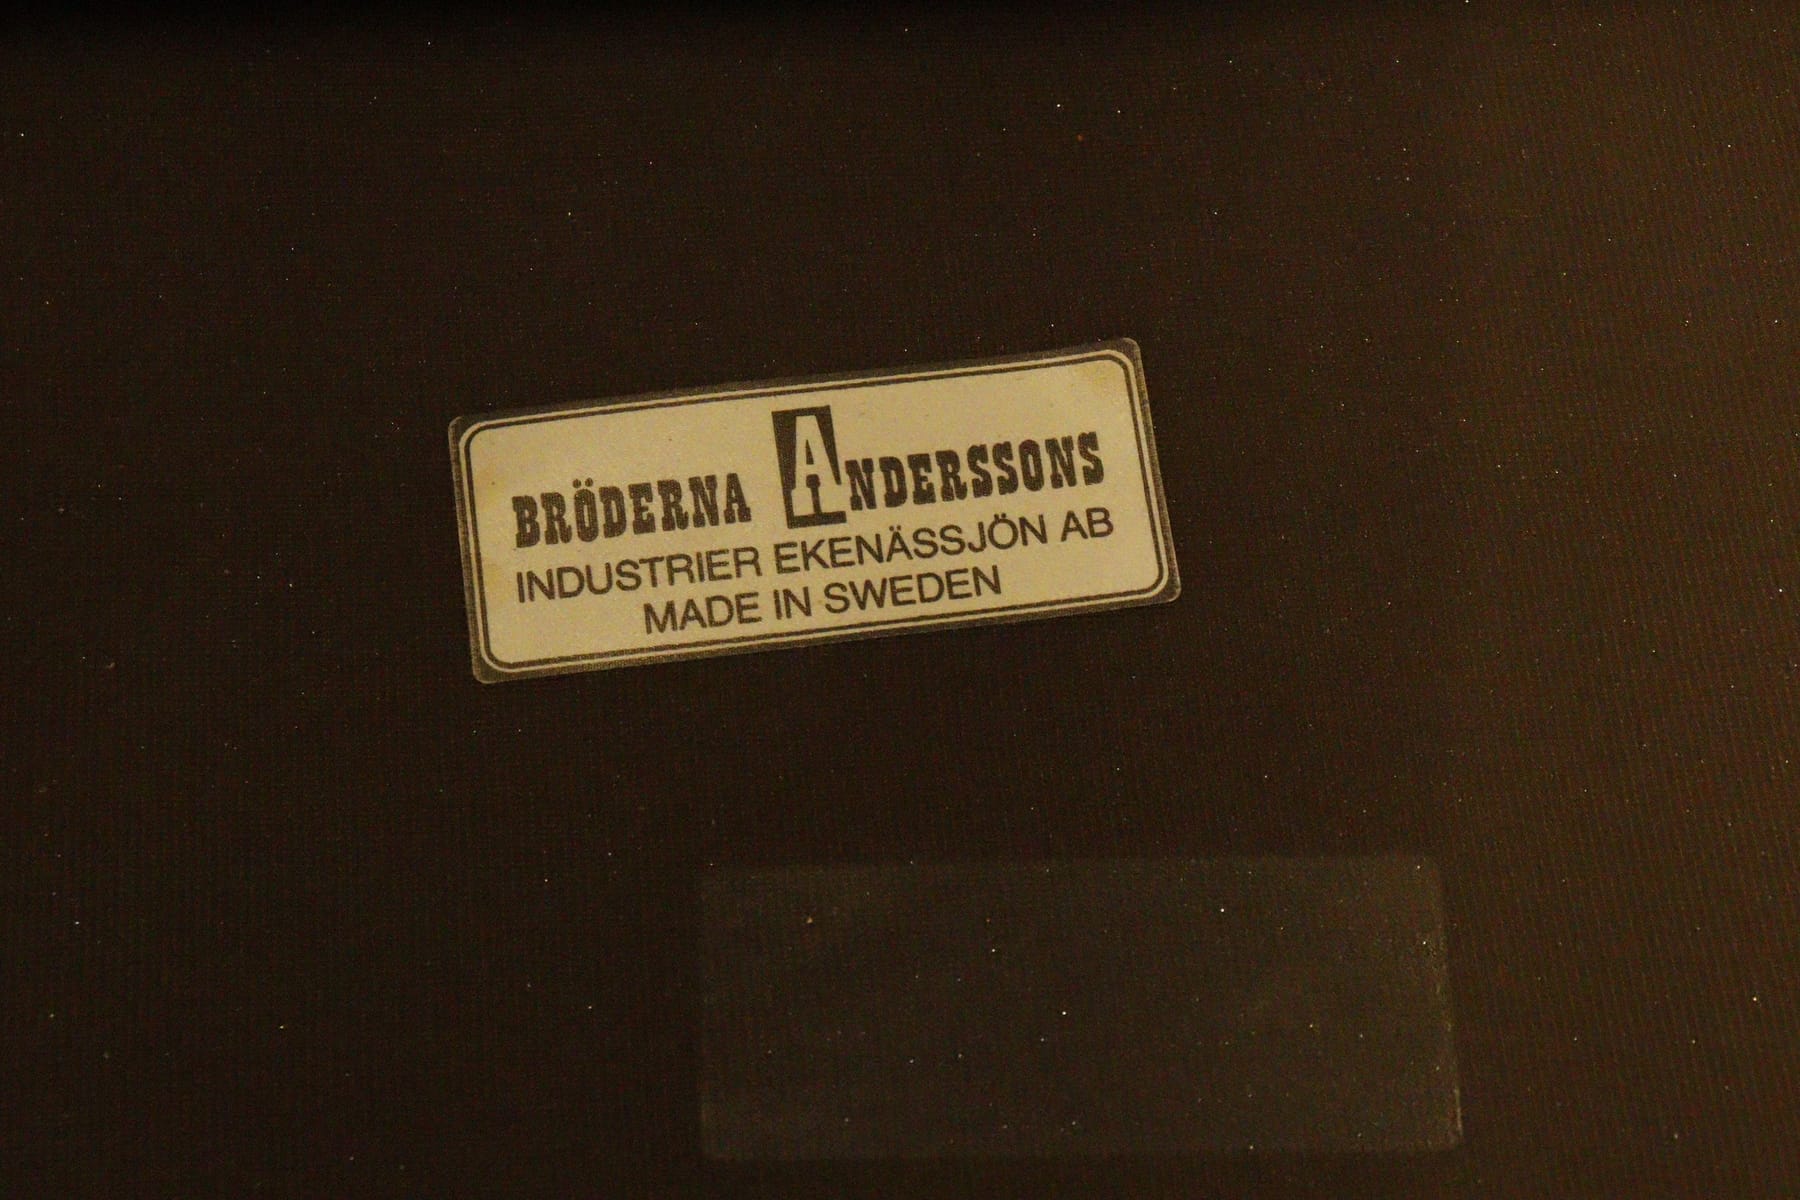 BRÖDERNA ANDERSSONS
INDUSTRIER EKENÄSSJÖN AB
MADE IN SWEDEN